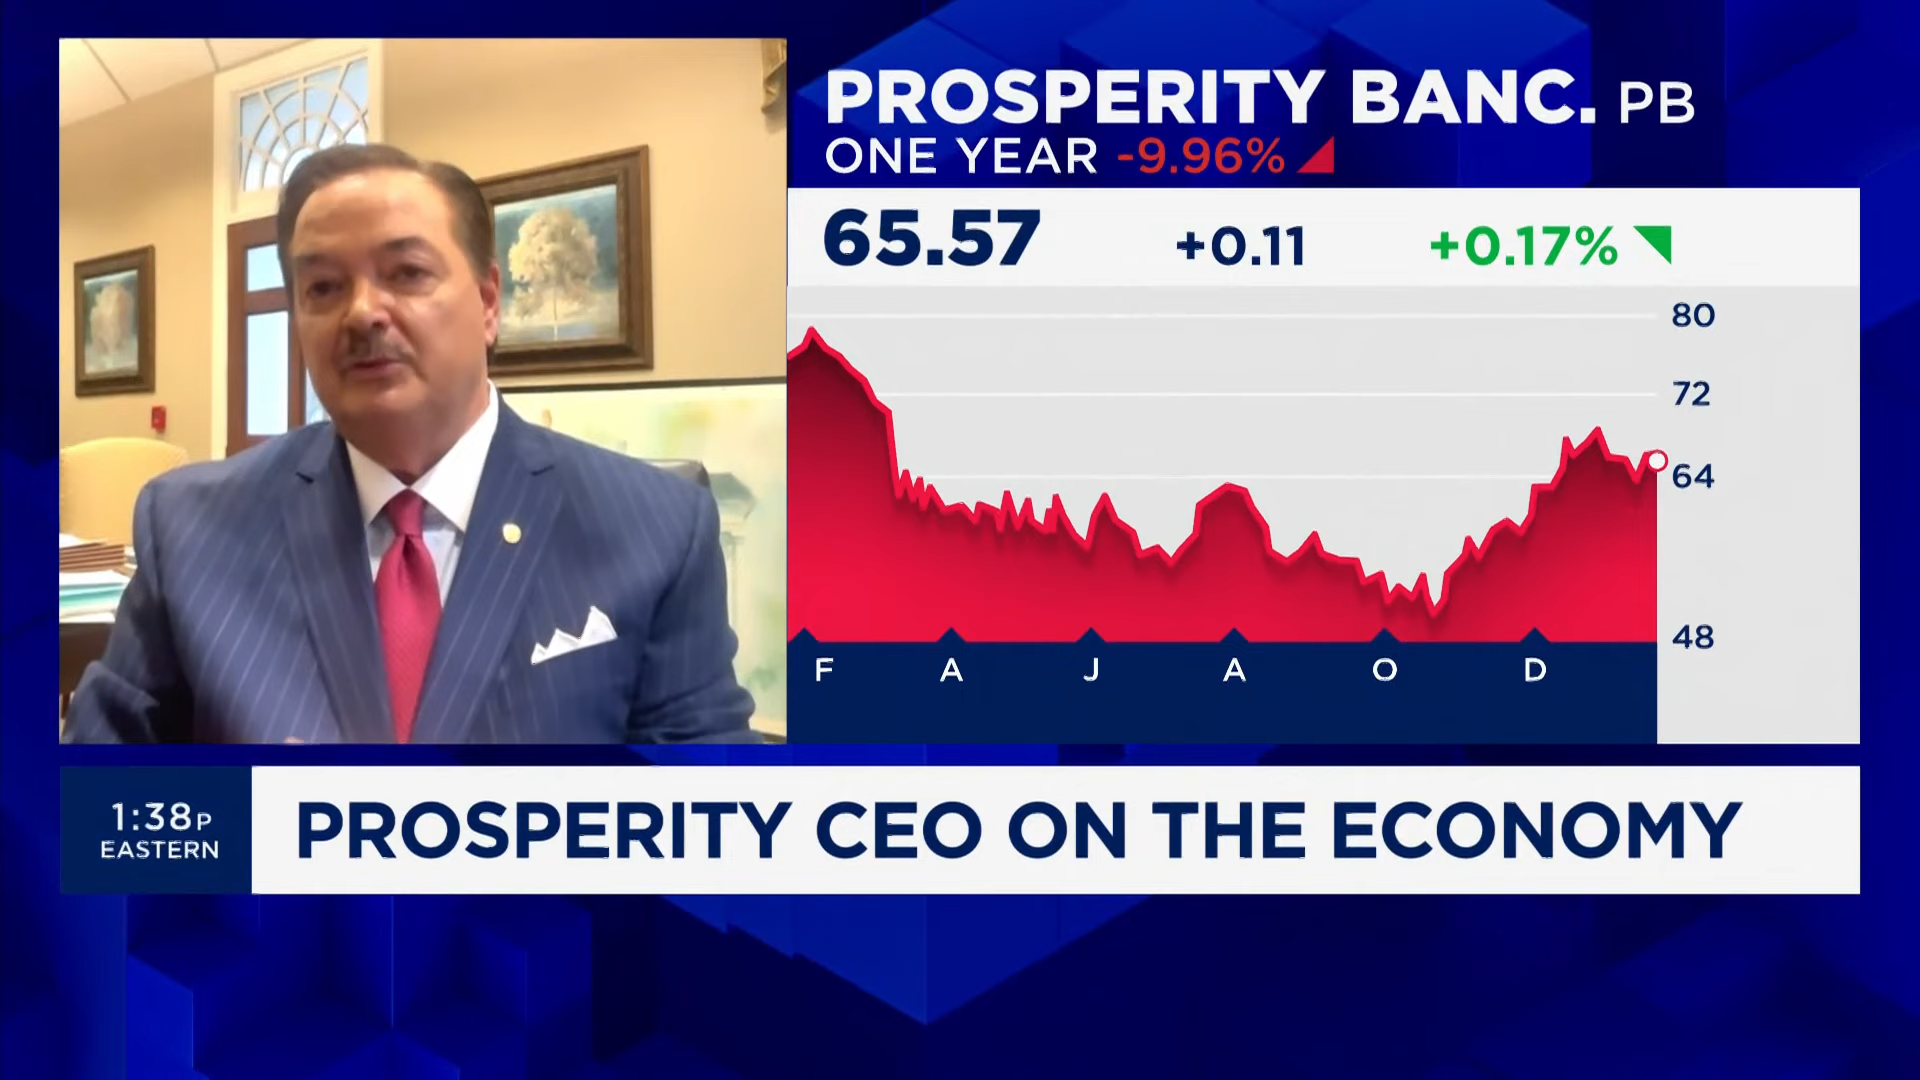 PROSPERITY BANC. PB
ONE YEAR -9.96%
65.57 +0.11 +0.17%
80
72
64
48
F A J A O D
1:38P
EASTERN
PROSPERITY CEO ON THE ECONOMY